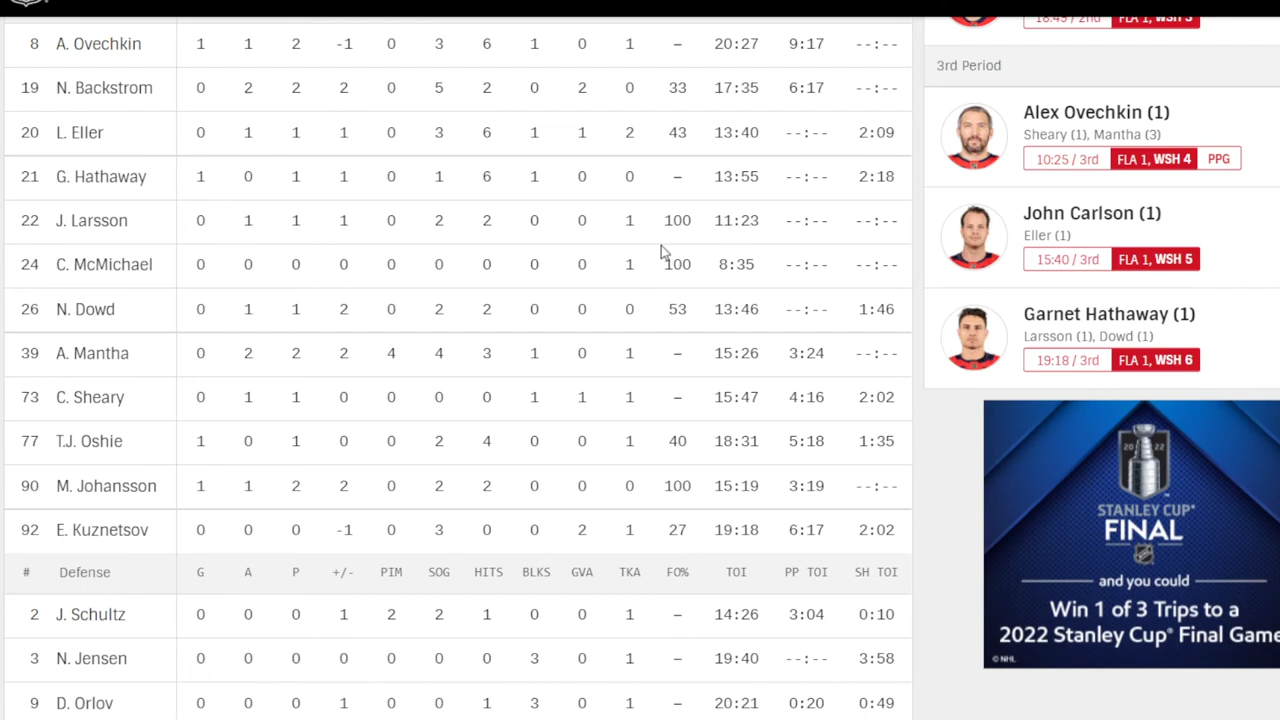 8 A. Ovechkin 1 1 2 -1 0 3 6 1 0 1 – 20:27 9:17 --:--
19 N. Backstrom 0 2 2 2 0 5 2 0 2 0 33 17:35 6:17 --:--
20 L. Eller 0 1 1 1 0 3 6 0 1 2 43 13:40 --:-- 2:09
21 G. Hathaway 1 0 1 1 0 1 1 1 0 0 – 13:55 --:-- 2:18
22 J. Larsson 0 1 1 1 0 2 2 0 0 1 100 11:23 --:-- --:--
24 C. McMichael 0 0 0 0 0 0 0 0 0 1 100 8:35 --:-- --:--
26 N. Dowd 0 1 1 2 0 2 2 0 0 0 53 13:46 --:-- 1:46
39 A. Mantha 0 2 2 2 4 4 3 1 0 1 – 15:26 3:24 --:--
73 C. Sheary 0 1 1 0 0 0 0 1 1 1 – 15:47 4:16 2:02
77 T.J. Oshie 1 0 1 0 0 2 4 0 0 1 40 18:31 5:18 1:35
90 M. Johansson 1 1 2 2 0 2 2 0 0 0 100 15:19 3:19 --:--
92 E. Kuznetsov 0 0 0 -1 0 0 0 0 2 1 27 19:18 6:17 2:02
# Defense G A P +/- PIM SOG HITS BLKS GVA TKA FO% TOI PP TOI SH TOI
2 J. Schultz 0 0 0 1 2 2 1 0 0 1 – 14:26 3:04 0:10
3 N. Jensen 0 0 0 0 0 0 0 3 0 1 – 19:40 --:-- 3:58
9 D. Orlov 0 0 0 1 0 0 1 3 0 0 – 20:21 0:20 0:49
18:49 / 2nd FLA 1, WSH 3
3rd Period
Alex Ovechkin (1)
Sheary (1), Mantha (3)
10:25 / 3rd FLA 1, WSH 4 PPG
John Carlson (1)
Eller (1)
15:40 / 3rd FLA 1, WSH 5
Garnet Hathaway (1)
Larsson (1), Dowd (1)
19:18 / 3rd FLA 1, WSH 6
20 22
STANLEY CUP
FINAL
NHL
and you could
Win 1 of 3 Trips to a
2022 Stanley Cup® Final Game
© NHL